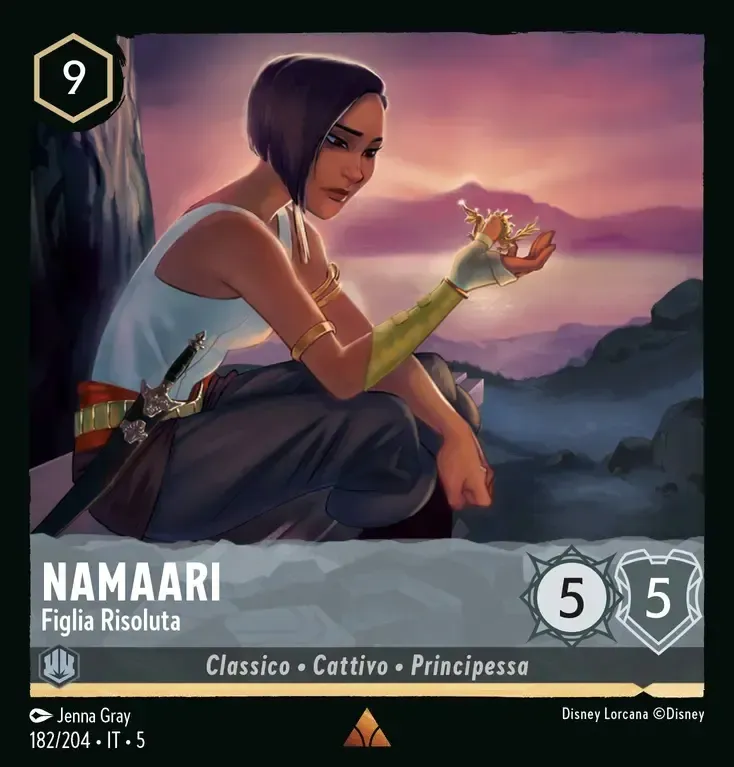 9
NAMAARI
Figlia Risoluta
5 5
Classico • Cattivo • Principessa
Jenna Gray
Disney Lorcana ©Disney
182/204 • IT • 5